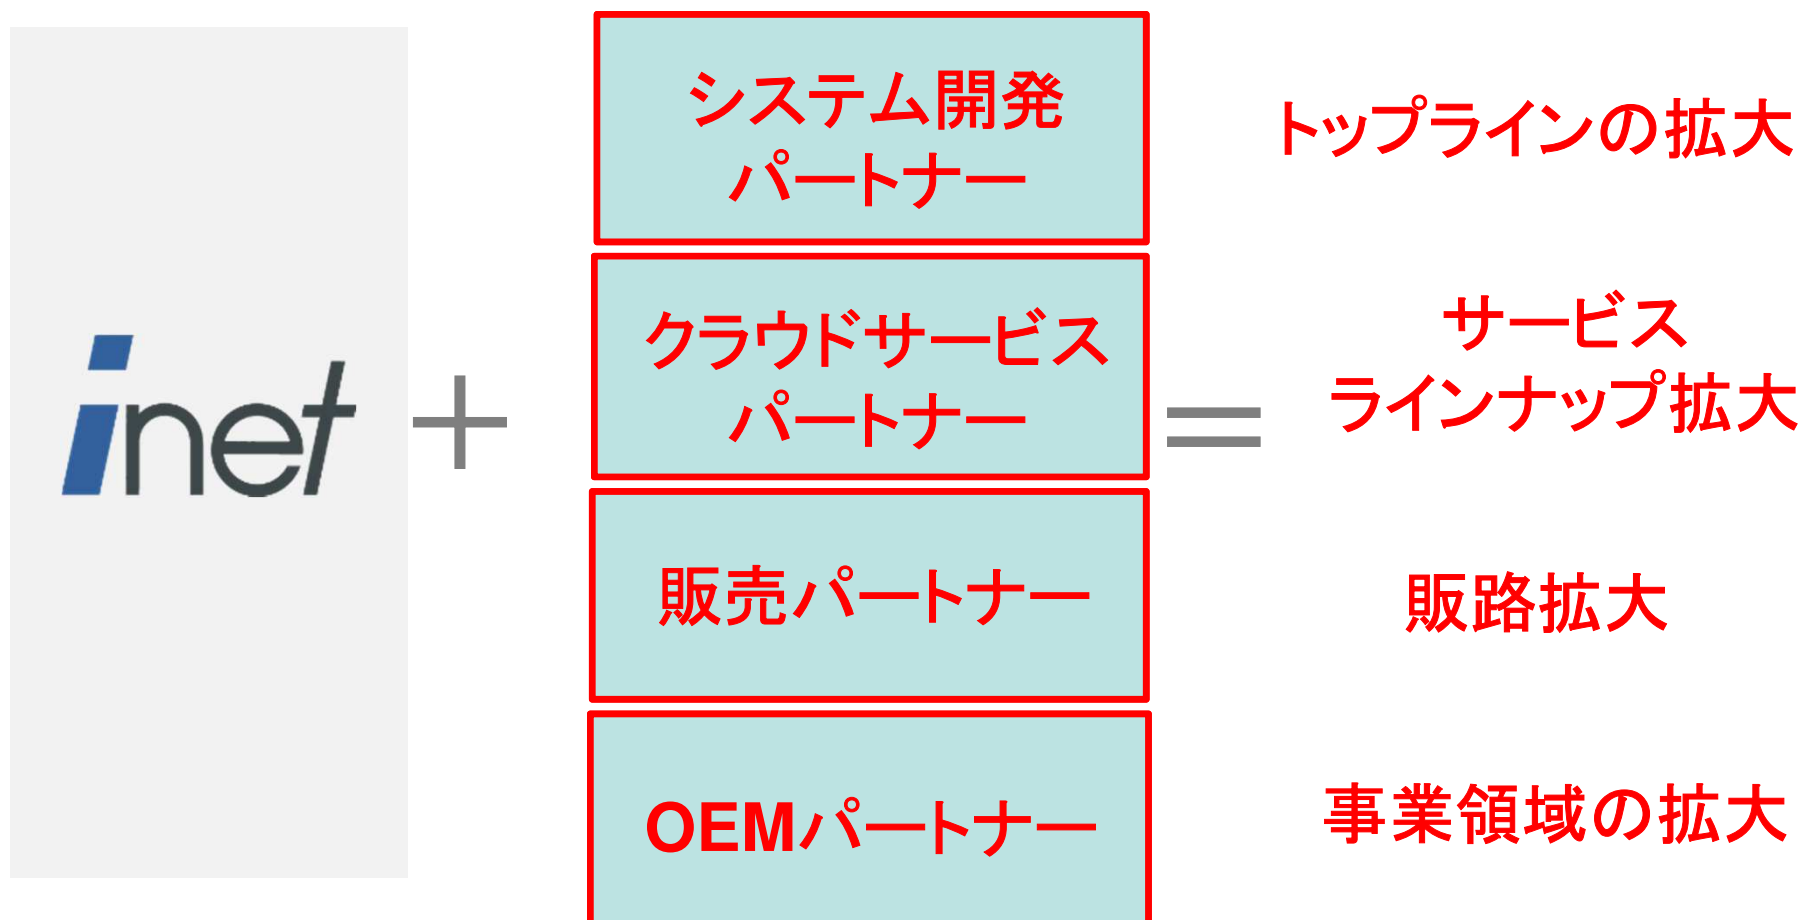 inet
+
システム開発
パートナー
クラウドサービス
パートナー
販売パートナー
OEMパートナー
=
トップラインの拡大
サービス
ラインナップ拡大
販路拡大
事業領域の拡大